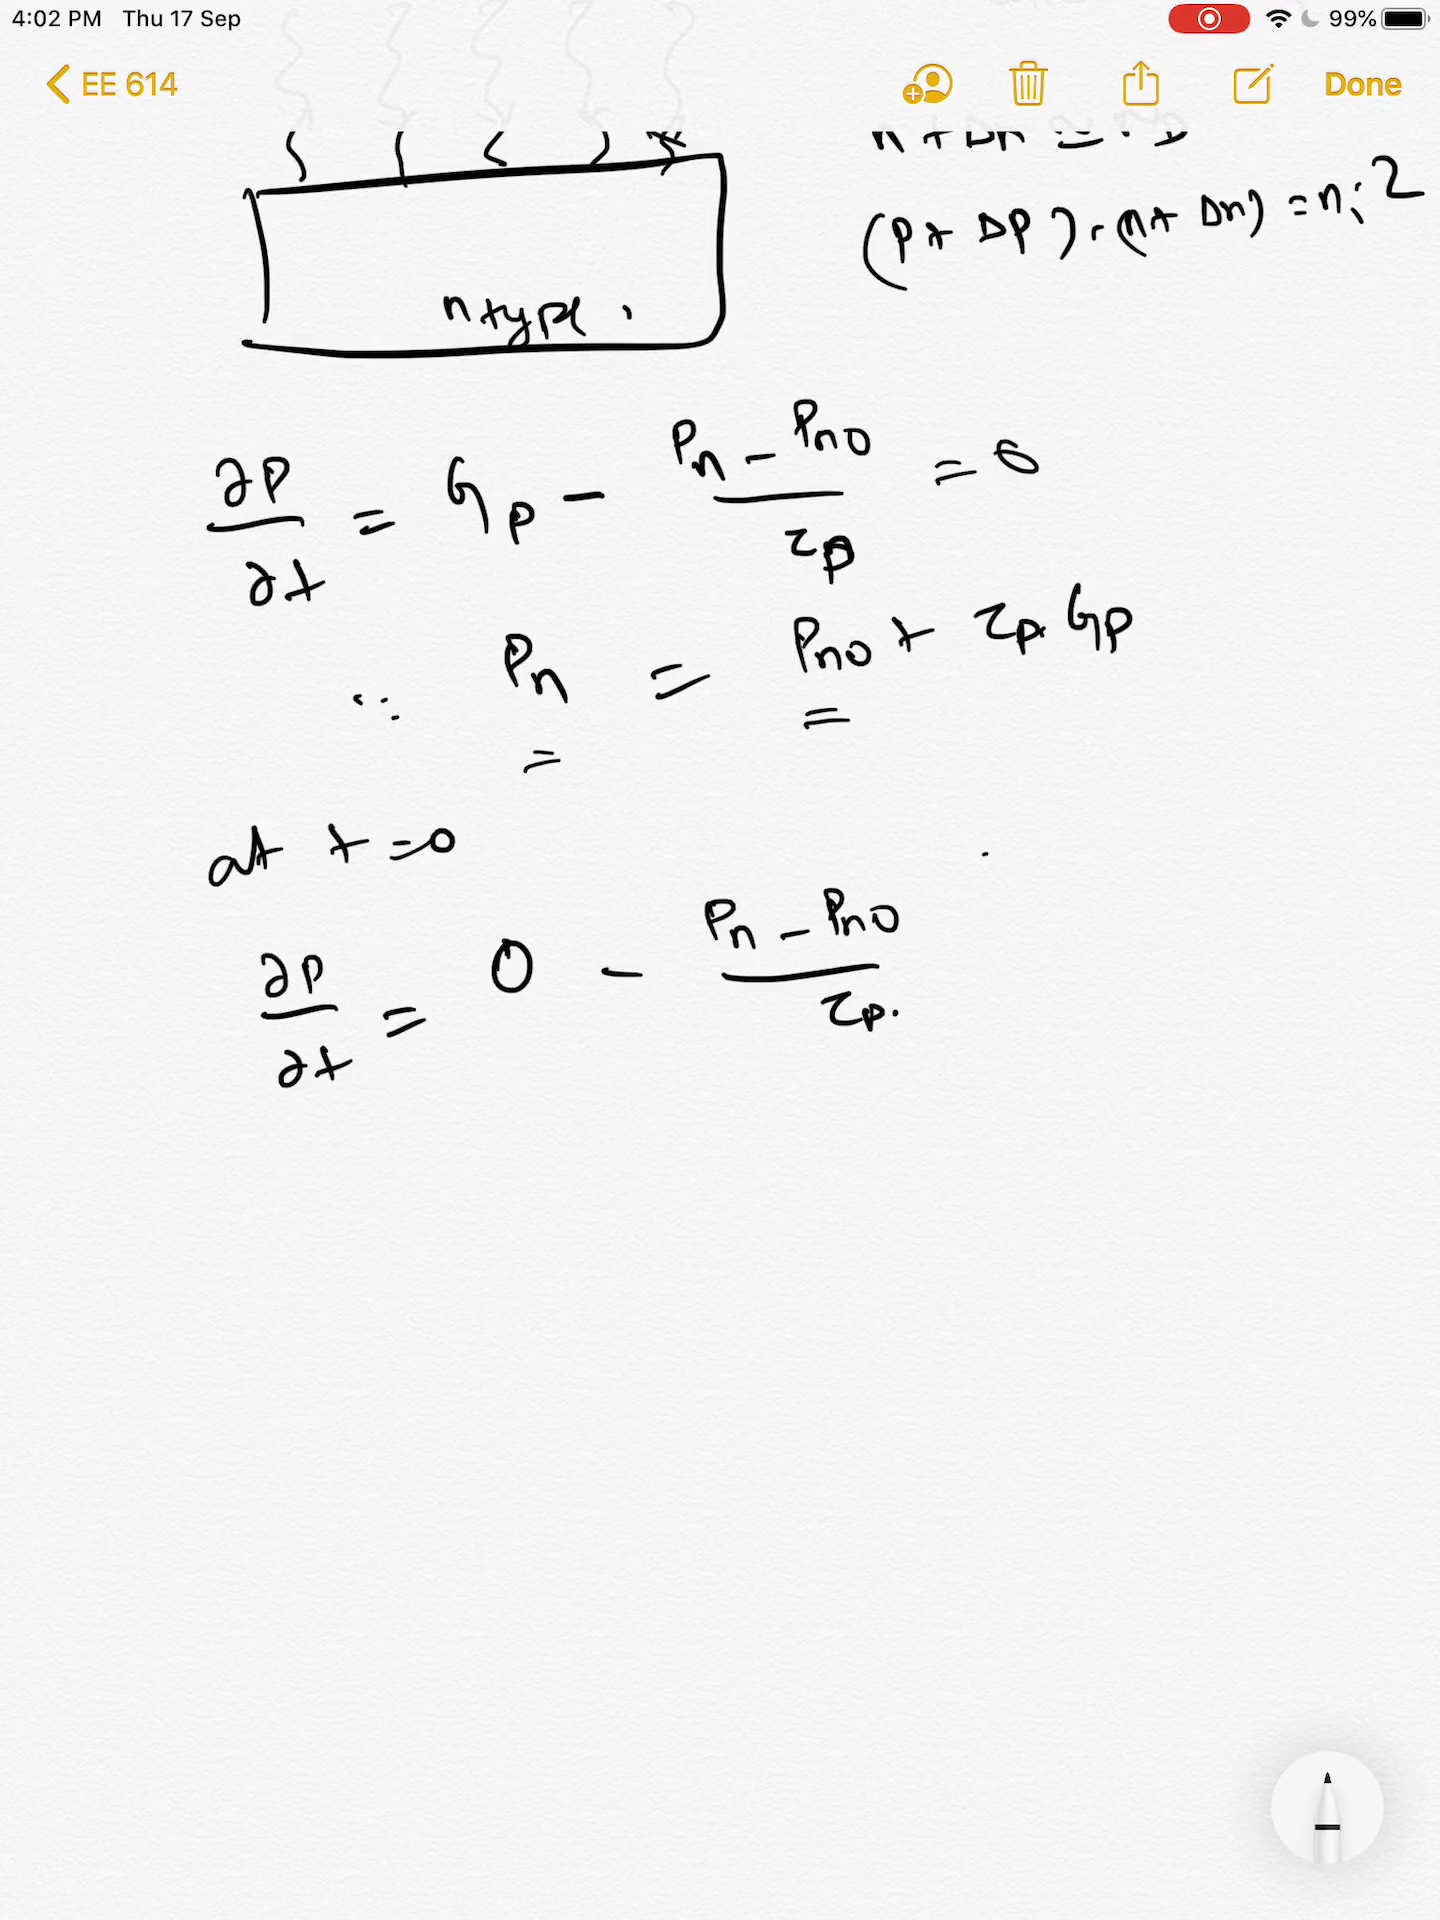 4:02 PM Thu 17 Sep 99%
EE 614 Done
(P + ΔP) . (n + Δn) = ni²
n type
∂P/∂t = Gp - (Pn - Pno)/τp = 0
∴ Pn = Pno + τp Gp
at t = 0
∂P/∂t = 0 - (Pn - Pno)/τp.